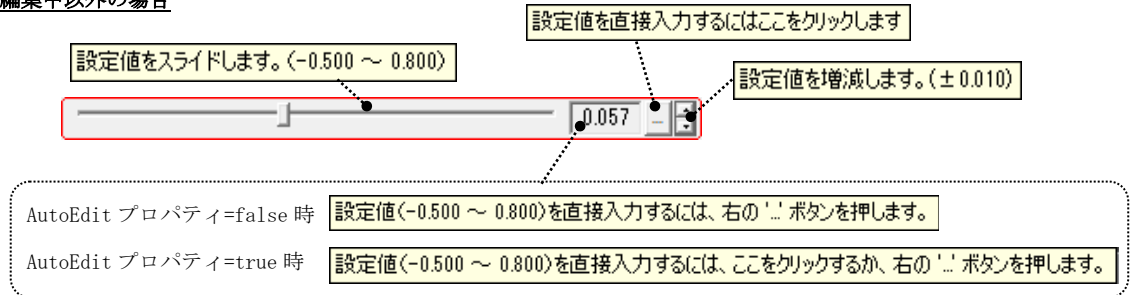 編集中以外の場合
設定値を直接入力するにはここをクリックします
設定値をスライドします。(-0.500 ～ 0.800)
設定値を増減します。(±0.010)
0.057
AutoEdit プロパティ=false 時
設定値(-0.500 ～ 0.800)を直接入力するには、右の '...' ボタンを押します。
AutoEdit プロパティ=true 時
設定値(-0.500 ～ 0.800)を直接入力するには、ここをクリックするか、右の '...' ボタンを押します。